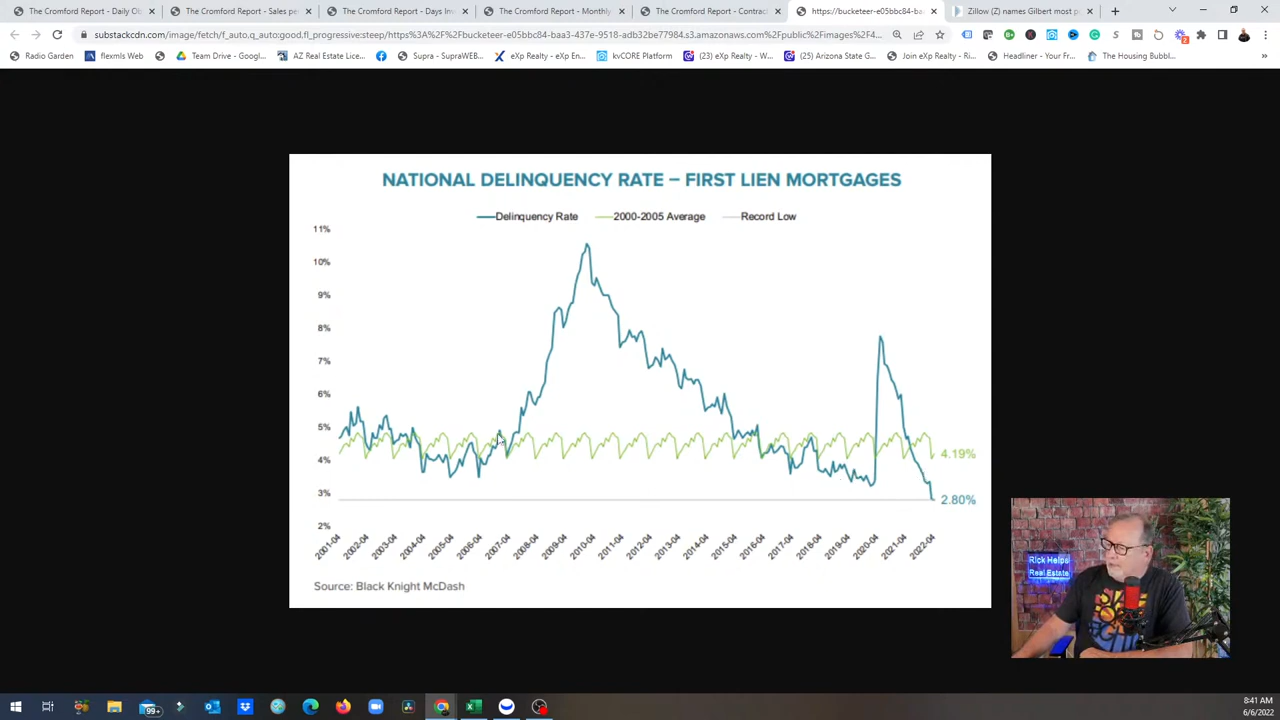 The Cromford Report - Daily Ob
The Cromford Report - Sales per
The Cromford Report - Days Inv
The Cromford Report - Monthly
The Cromford Report - Contract
https://bucketeer-e05bbc84-baa
Zillow (Z) names Gilbert most po
substackcdn.com/image/fetch/f_auto,q_auto:good,fl_progressive:steep/https%3A%2F%2Fbucketeer-e05bbc84-baa3-437e-9518-adb32be77984.s3.amazonaws.com%2Fpublic%2Fimages%2F4...
Radio Garden
flexmls Web
Team Drive - Googl...
AZ Real Estate Lice...
Supra - SupraWEB...
eXp Realty - eXp En...
kvCORE Platform
(23) eXp Realty - W...
(25) Arizona State G...
Join eXp Realty - Ri...
Headliner - Your Fr...
The Housing Bubbl...
»
NATIONAL DELINQUENCY RATE – FIRST LIEN MORTGAGES
Delinquency Rate
2000-2005 Average
Record Low
11%
10%
9%
8%
7%
6%
5%
4%
3%
2%
4.19%
2.80%
2001-04
2002-04
2003-04
2004-04
2005-04
2006-04
2007-04
2008-04
2009-04
2010-04
2011-04
2012-04
2013-04
2014-04
2015-04
2016-04
2017-04
2018-04
2019-04
2020-04
2021-04
2022-04
Source: Black Knight McDash
Rick Helps
Real Estate
99+
8:41 AM
6/6/2022